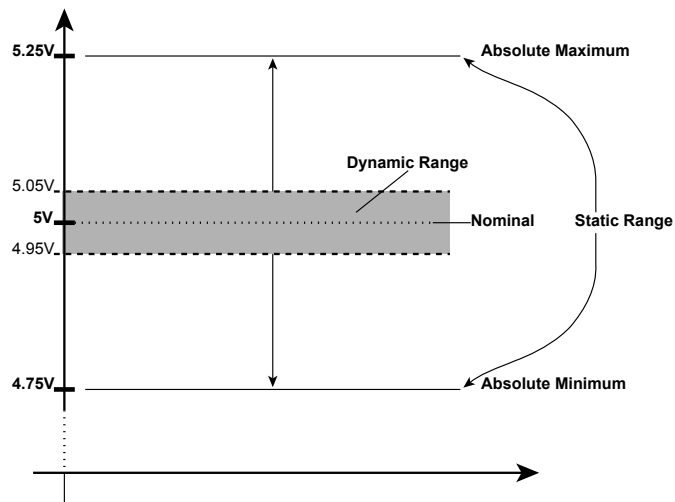 5.25V
Absolute Maximum
Dynamic Range
5.05V
5V
Nominal
Static Range
4.95V
4.75V
Absolute Minimum